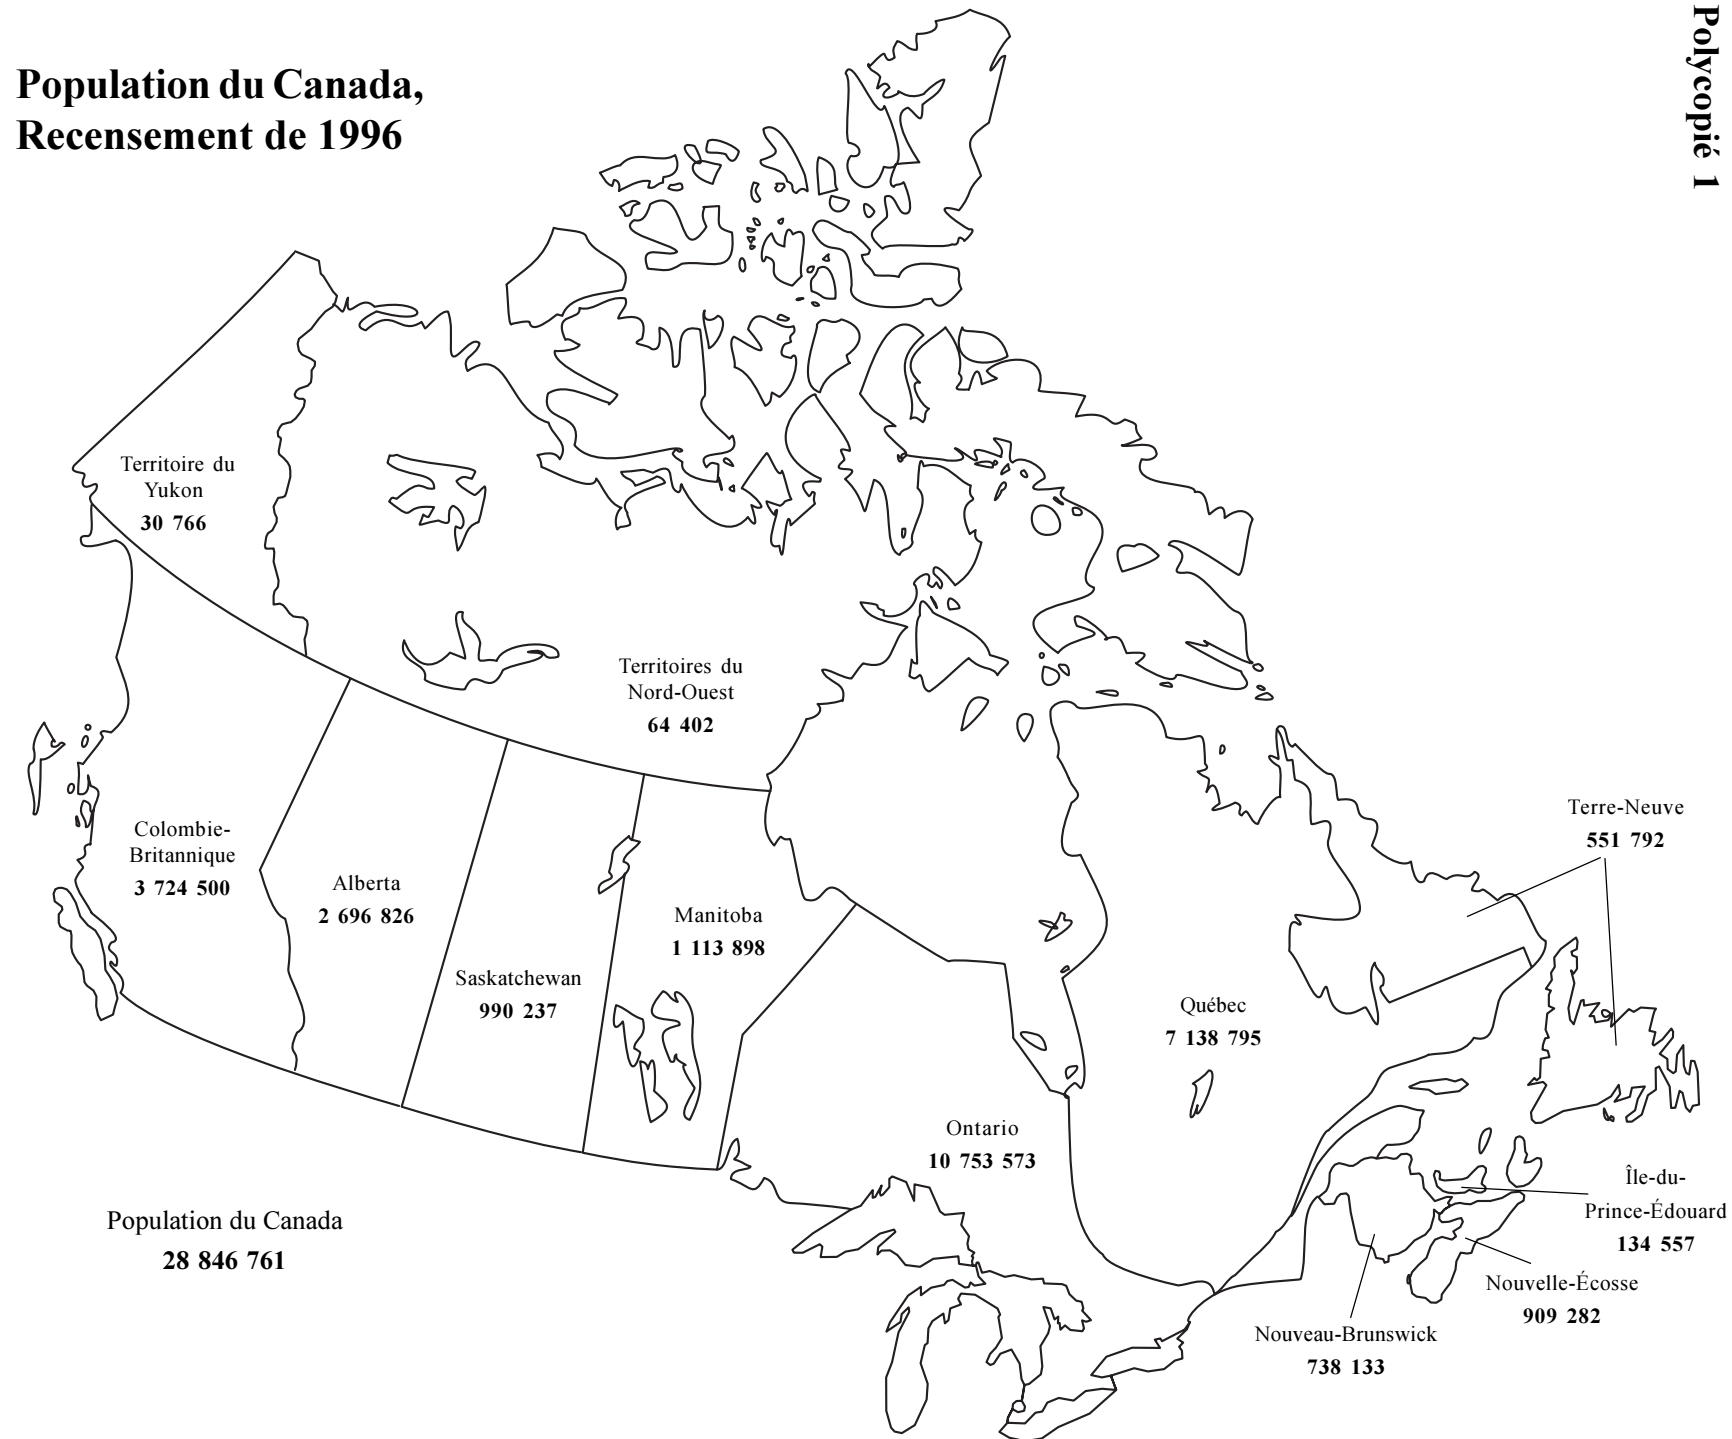 Population du Canada,
Recensement de 1996
Polycopié 1
Territoire du
Yukon
30 766
Territoires du
Nord-Ouest
64 402
Colombie-
Britannique
3 724 500
Alberta
2 696 826
Saskatchewan
990 237
Manitoba
1 113 898
Ontario
10 753 573
Québec
7 138 795
Terre-Neuve
551 792
Île-du-
Prince-Édouard
134 557
Nouvelle-Écosse
909 282
Nouveau-Brunswick
738 133
Population du Canada
28 846 761